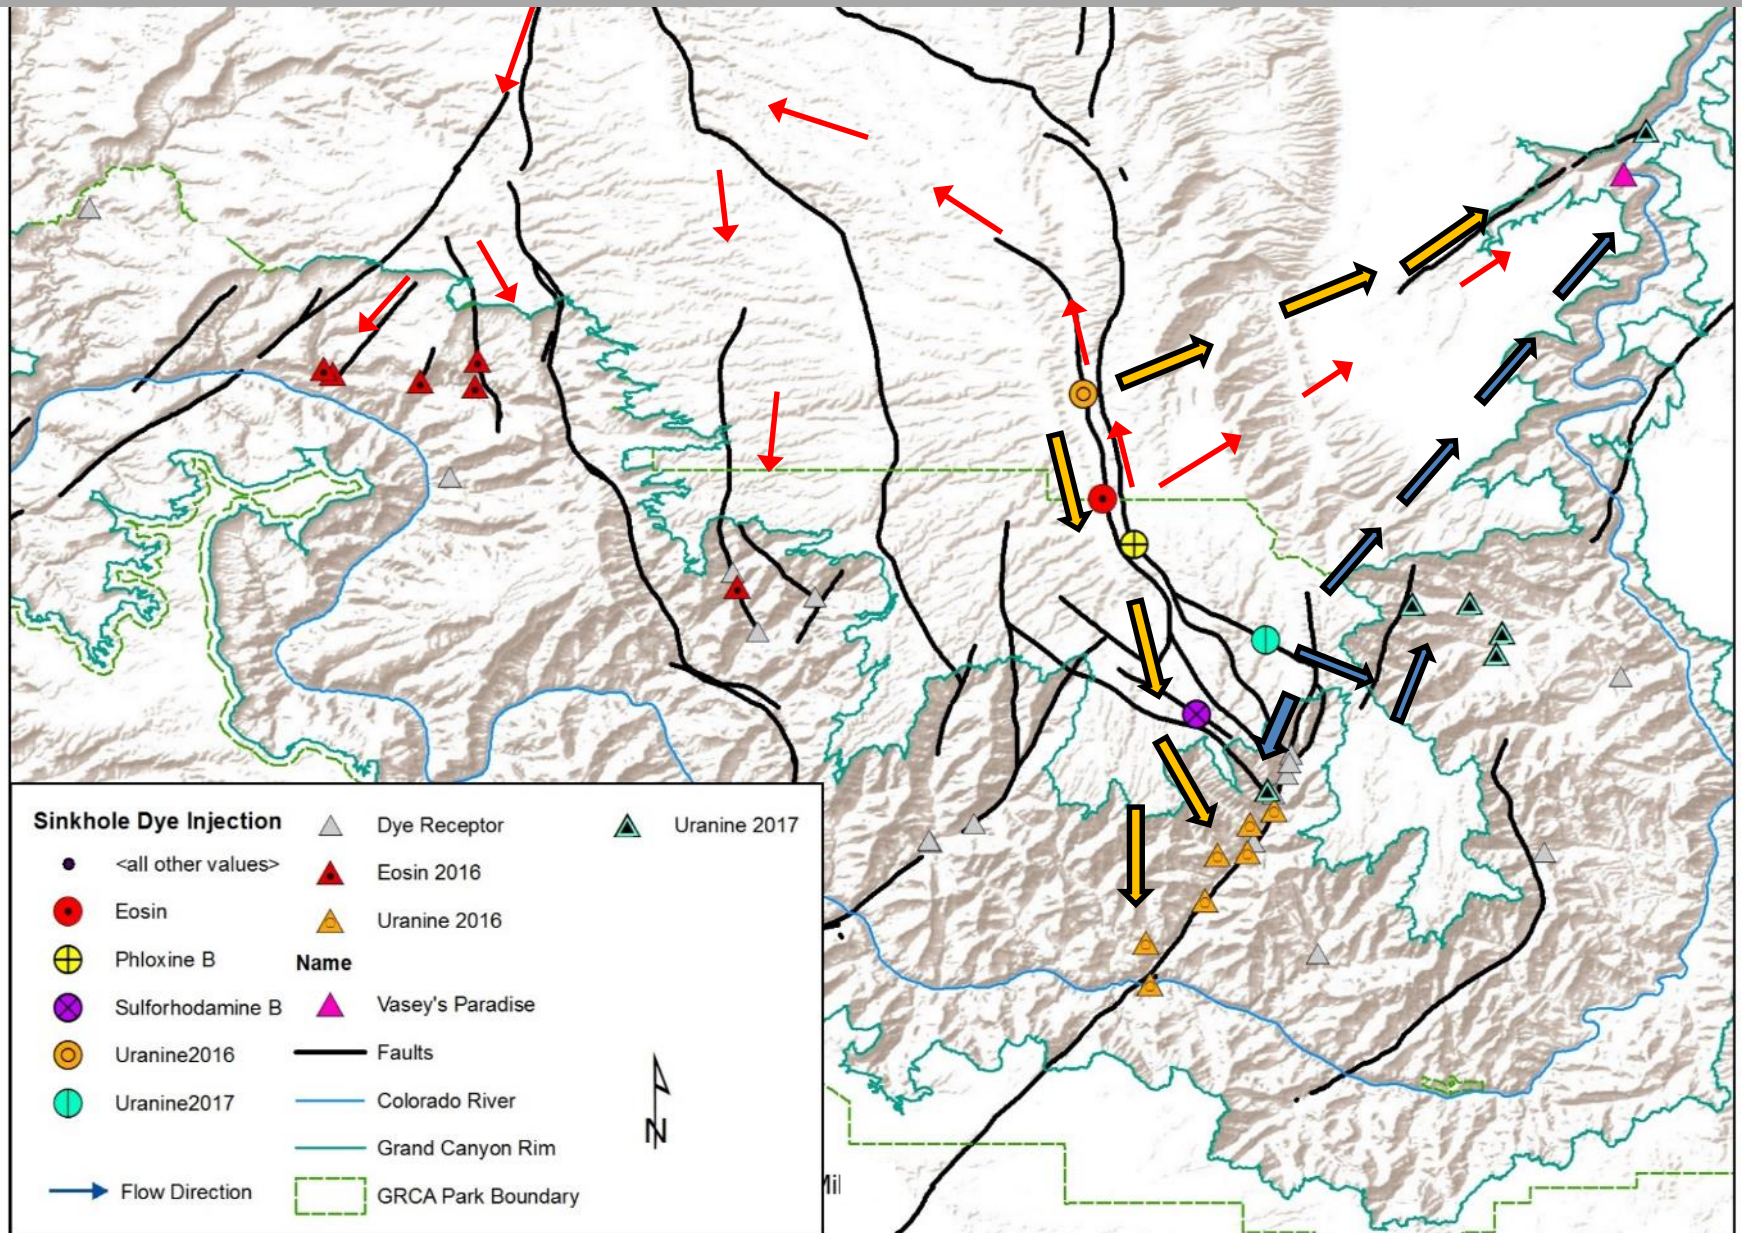 Sinkhole Dye Injection
<all other values>
Eosin
Phloxine B
Sulforhodamine B
Uranine2016
Uranine2017
Flow Direction
Dye Receptor
Eosin 2016
Uranine 2016
Name
Vasey's Paradise
Faults
Colorado River
Grand Canyon Rim
GRCA Park Boundary
Uranine 2017
N